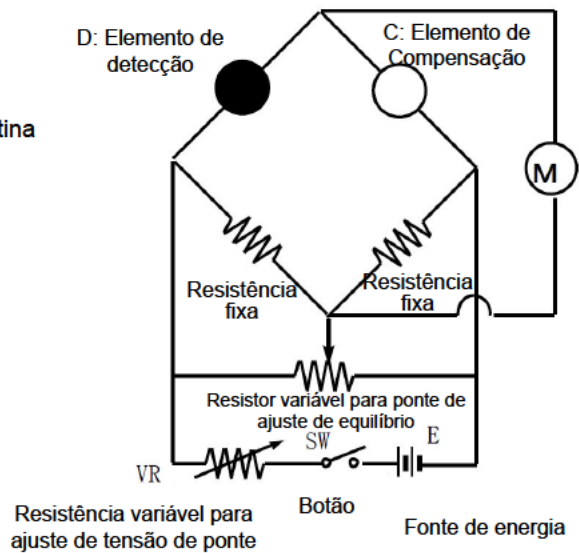 D: Elemento de
detecção
C: Elemento de
Compensação
tina
M
Resistência
fixa
Resistência
fixa
Resistor variável para ponte de
ajuste de equilíbrio
SW
E
VR
Botão
Resistência variável para
ajuste de tensão de ponte
Fonte de energia